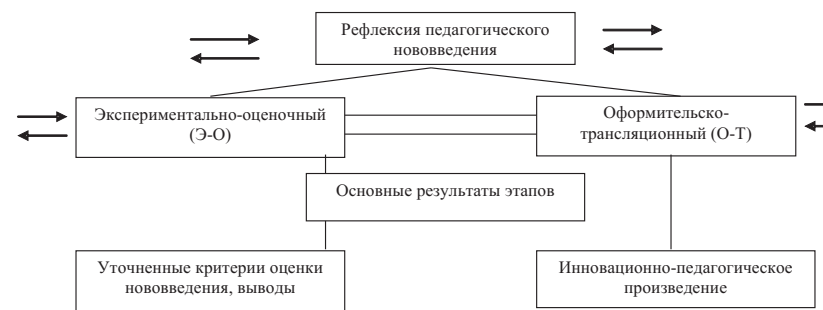 Рефлексия педагогического
нововведения
Экспериментально-оценочный
(Э-О)
Оформительско-
трансляционный (О-Т)
Основные результаты этапов
Уточненные критерии оценки
нововведения, выводы
Инновационно-педагогическое
произведение